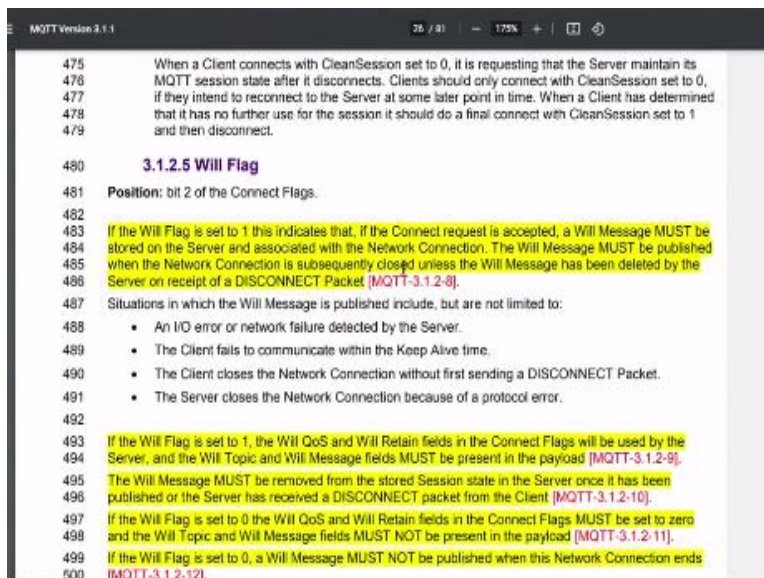 MQTT Version 3.1.1
26 / 81 | − 175% + |
475 When a Client connects with CleanSession set to 0, it is requesting that the Server maintain its
476 MQTT session state after it disconnects. Clients should only connect with CleanSession set to 0,
477 if they intend to reconnect to the Server at some later point in time. When a Client has determined
478 that it has no further use for the session it should do a final connect with CleanSession set to 1
479 and then disconnect.
480 3.1.2.5 Will Flag
481 Position: bit 2 of the Connect Flags.
482
483 If the Will Flag is set to 1 this indicates that, if the Connect request is accepted, a Will Message MUST be
484 stored on the Server and associated with the Network Connection. The Will Message MUST be published
485 when the Network Connection is subsequently closed unless the Will Message has been deleted by the
486 Server on receipt of a DISCONNECT Packet [MQTT-3.1.2-8].
487 Situations in which the Will Message is published include, but are not limited to:
488 • An I/O error or network failure detected by the Server.
489 • The Client fails to communicate within the Keep Alive time.
490 • The Client closes the Network Connection without first sending a DISCONNECT Packet.
491 • The Server closes the Network Connection because of a protocol error.
492
493 If the Will Flag is set to 1, the Will QoS and Will Retain fields in the Connect Flags will be used by the
494 Server, and the Will Topic and Will Message fields MUST be present in the payload [MQTT-3.1.2-9].
495 The Will Message MUST be removed from the stored Session state in the Server once it has been
496 published or the Server has received a DISCONNECT packet from the Client [MQTT-3.1.2-10].
497 If the Will Flag is set to 0 the Will QoS and Will Retain fields in the Connect Flags MUST be set to zero
498 and the Will Topic and Will Message fields MUST NOT be present in the payload [MQTT-3.1.2-11].
499 If the Will Flag is set to 0, a Will Message MUST NOT be published when this Network Connection ends
500 [MQTT-3.1.2-12].